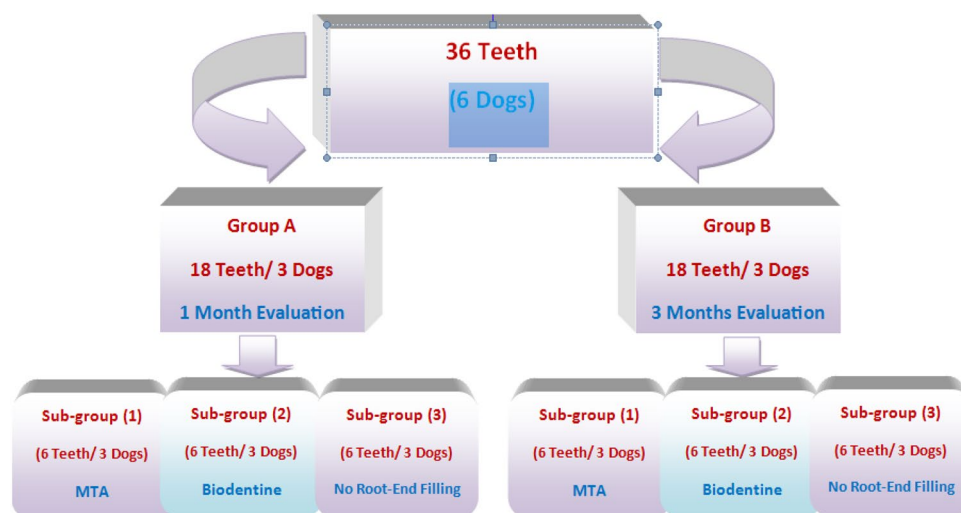 36 Teeth
(6 Dogs)
Group A
18 Teeth/ 3 Dogs
1 Month Evaluation
Group B
18 Teeth/ 3 Dogs
3 Months Evaluation
Sub-group (1)
(6 Teeth/ 3 Dogs)
MTA
Sub-group (2)
(6 Teeth/ 3 Dogs)
Biodentine
Sub-group (3)
(6 Teeth/ 3 Dogs)
No Root-End Filling
Sub-group (1)
(6 Teeth/ 3 Dogs)
MTA
Sub-group (2)
(6 Teeth/ 3 Dogs)
Biodentine
Sub-group (3)
(6 Teeth/ 3 Dogs)
No Root-End Filling